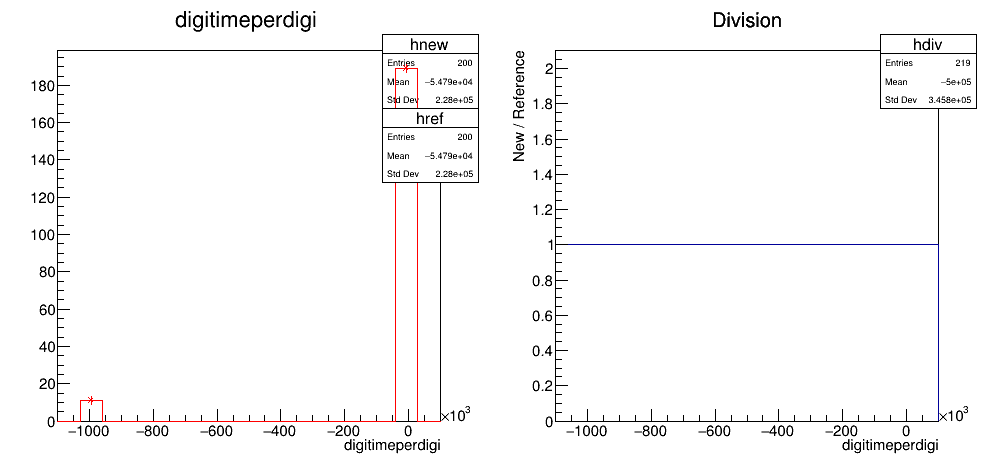 digitimeperdigi
hnew
Entries 200
Mean −5.479e+04
Std Dev 2.28e+05
href
Entries 200
Mean −5.479e+04
Std Dev 2.28e+05
180
160
140
120
100
80
60
40
20
0
−1000 −800 −600 −400 −200 0
×10³
digitimeperdigi
Division
hdiv
Entries 219
Mean −5e+05
Std Dev 3.458e+05
New / Reference
2
1.8
1.6
1.4
1.2
1
0.8
0.6
0.4
0.2
0
−1000 −800 −600 −400 −200 0
×10³
digitimeperdigi